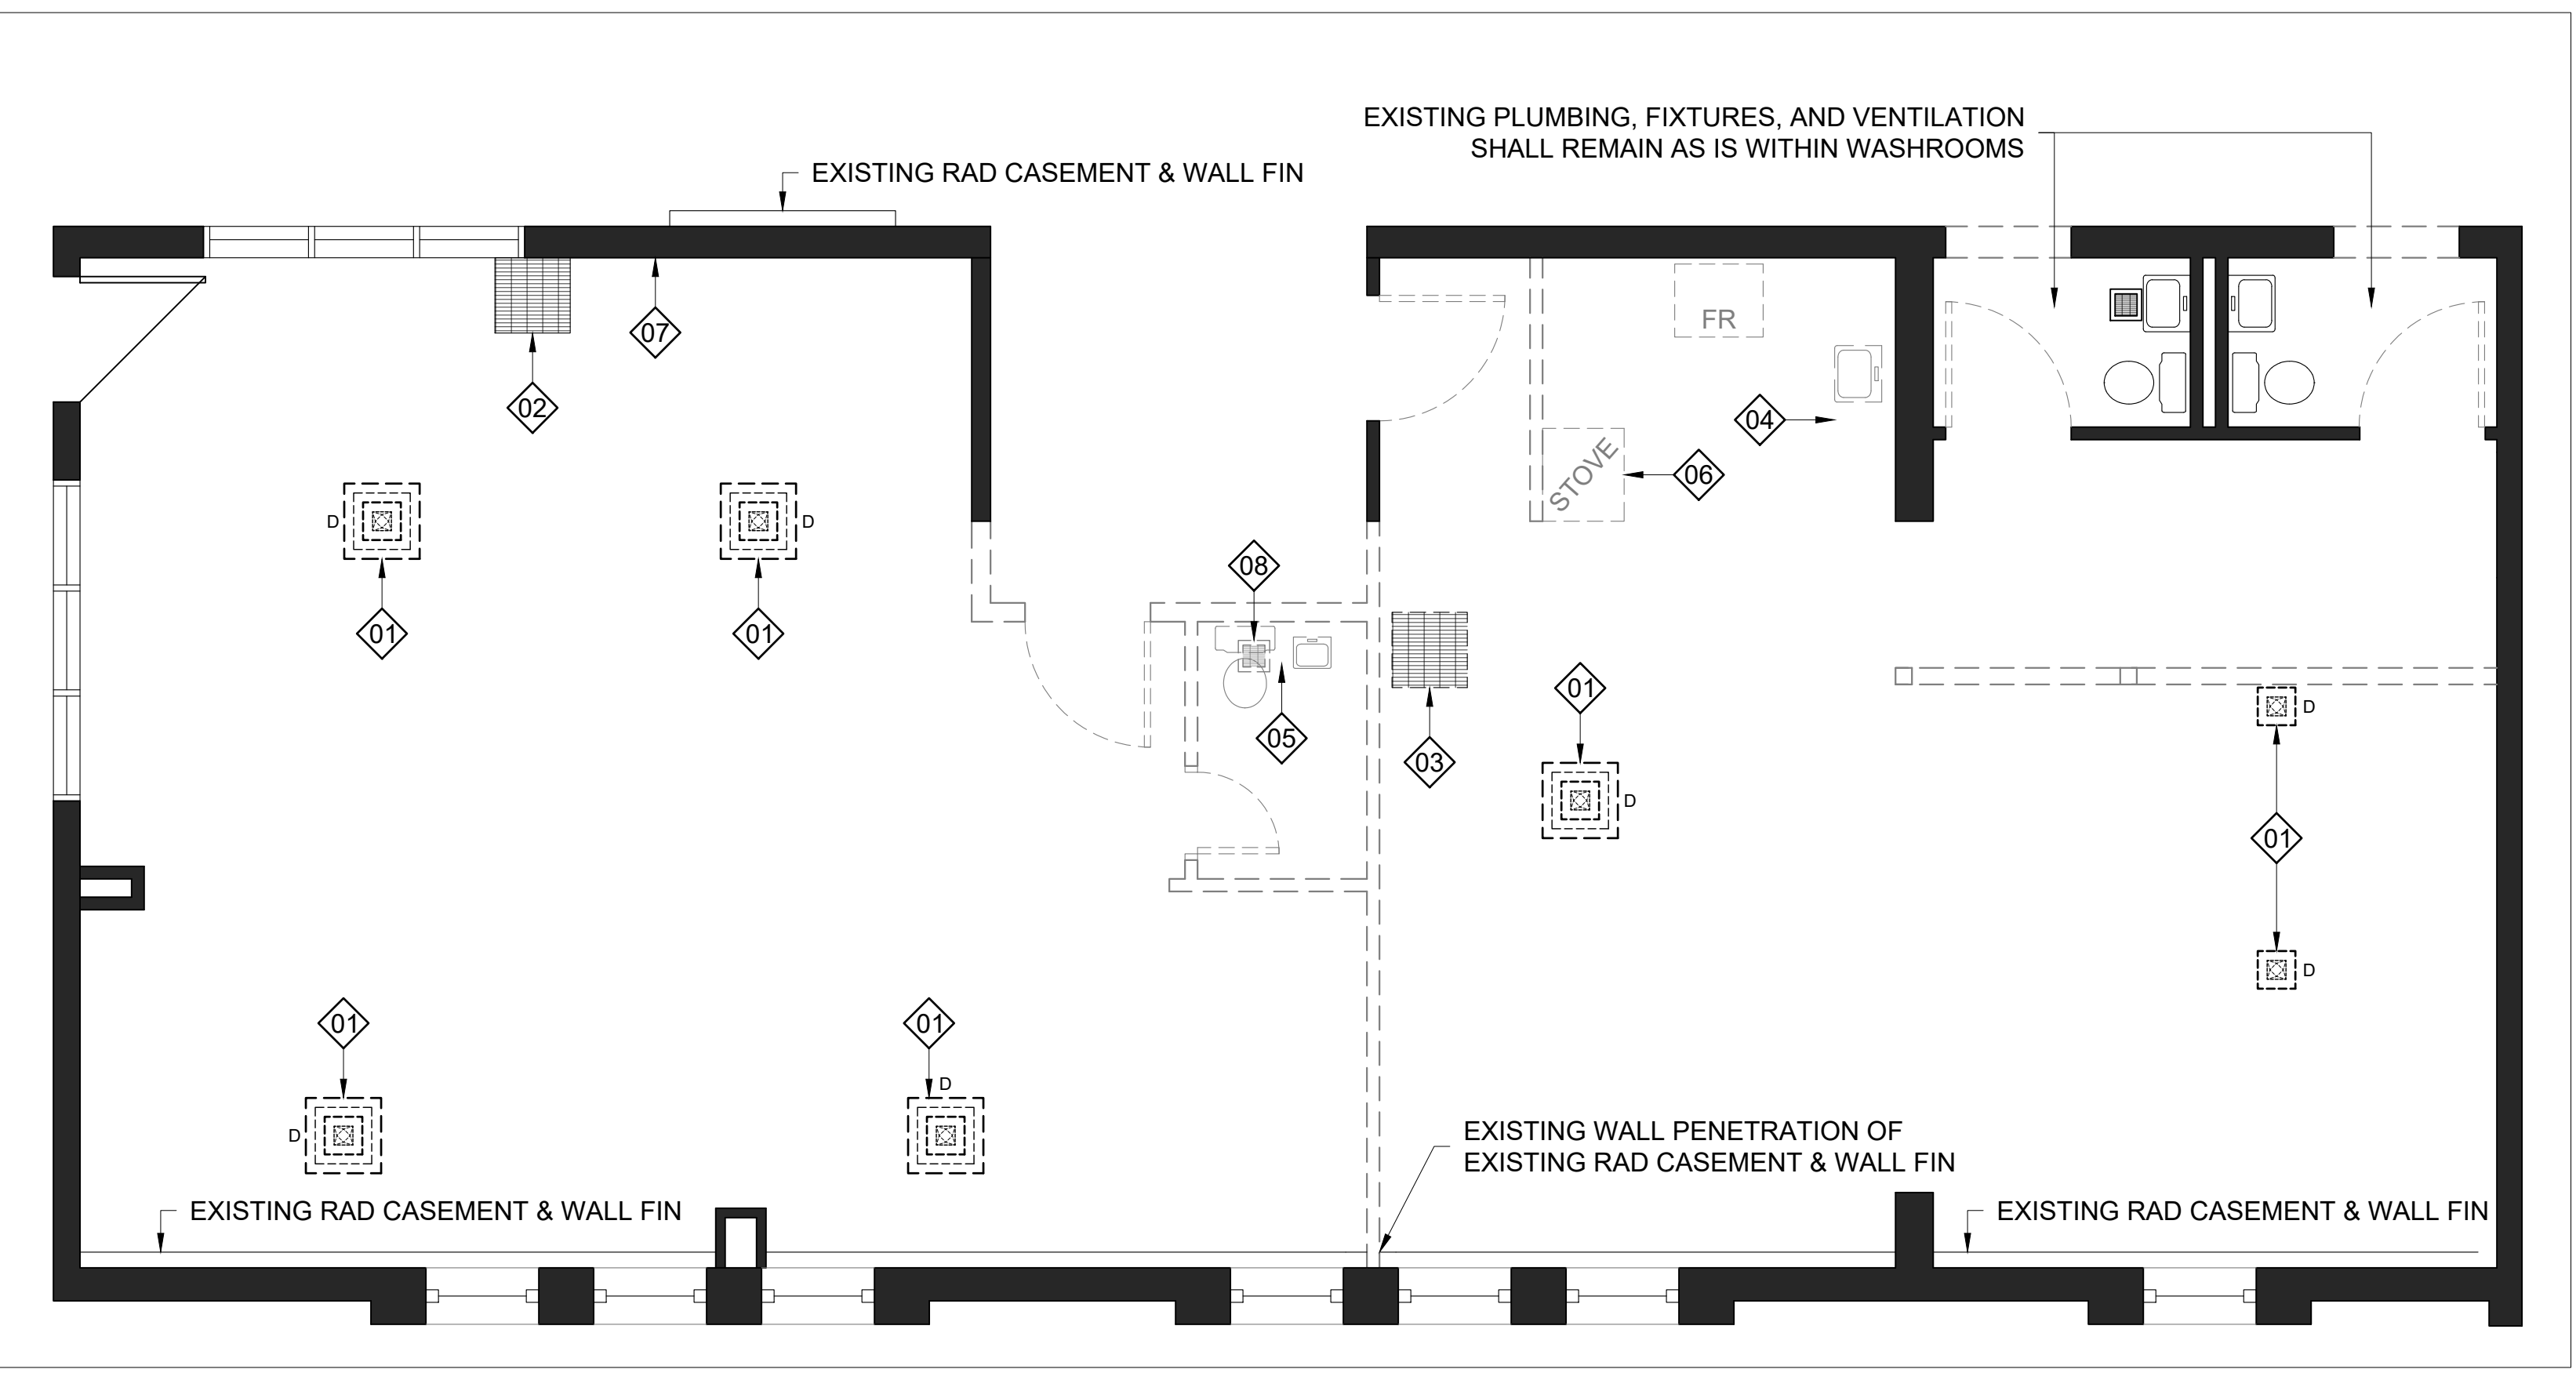 EXISTING PLUMBING, FIXTURES, AND VENTILATION
SHALL REMAIN AS IS WITHIN WASHROOMS
EXISTING RAD CASEMENT & WALL FIN
FR
07
02
04
06
STOVE
D
D
08
01
01
01
D
05
03
D
01
D
01
01
D
D
D
EXISTING WALL PENETRATION OF
EXISTING RAD CASEMENT & WALL FIN
EXISTING RAD CASEMENT & WALL FIN
EXISTING RAD CASEMENT & WALL FIN